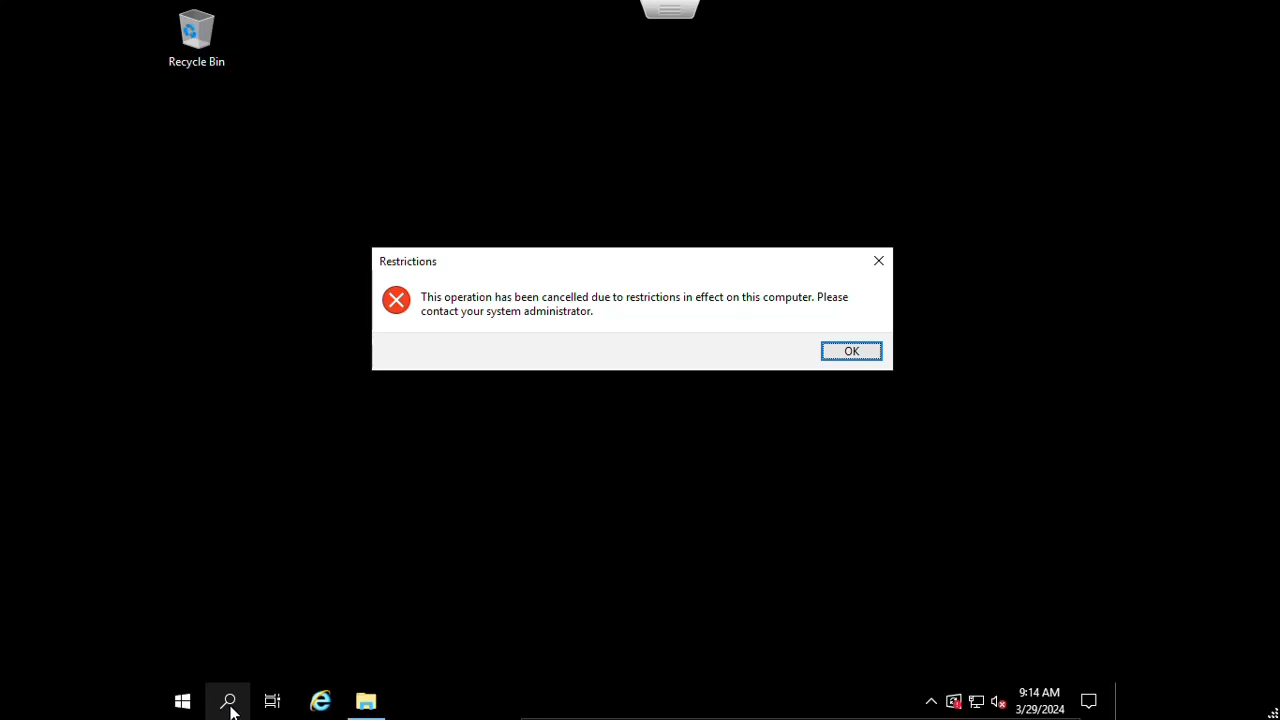 Recycle Bin
Restrictions
This operation has been cancelled due to restrictions in effect on this computer. Please
contact your system administrator.
OK
9:14 AM
3/29/2024